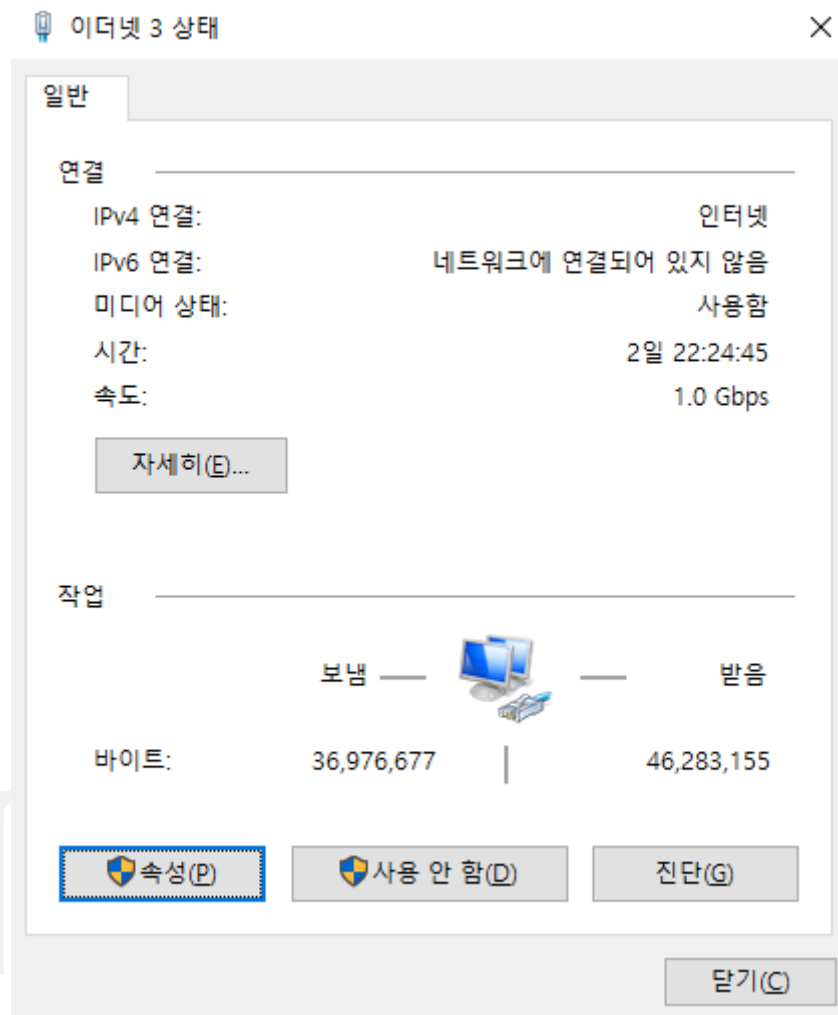 이더넷 3 상태
일반
연결
IPv4 연결: 인터넷
IPv6 연결: 네트워크에 연결되어 있지 않음
미디어 상태: 사용함
시간: 2일 22:24:45
속도: 1.0 Gbps
자세히(E)...
작업
보냄 받음
바이트: 36,976,677 46,283,155
속성(P) 사용 안 함(D) 진단(G)
닫기(C)